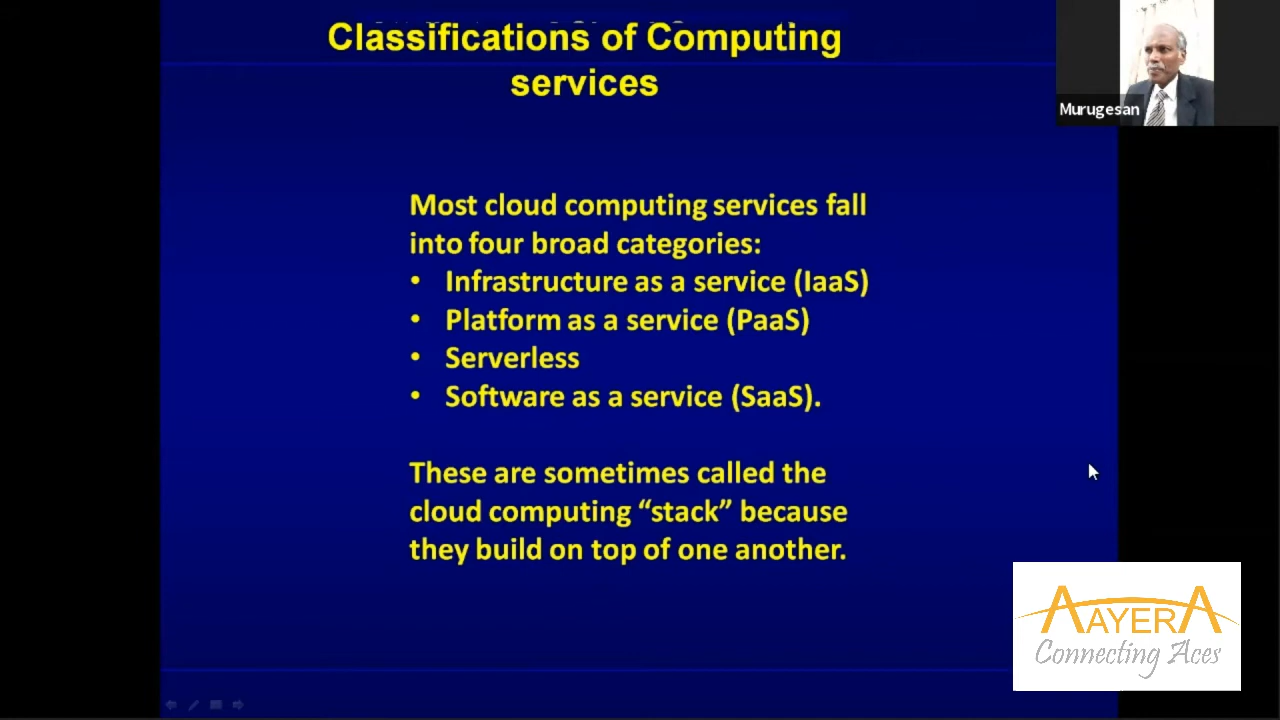 Classifications of Computing
services
Murugesan
Most cloud computing services fall
into four broad categories:
• Infrastructure as a service (IaaS)
• Platform as a service (PaaS)
• Serverless
• Software as a service (SaaS).
These are sometimes called the
cloud computing “stack” because
they build on top of one another.
AAYERA
Connecting Aces